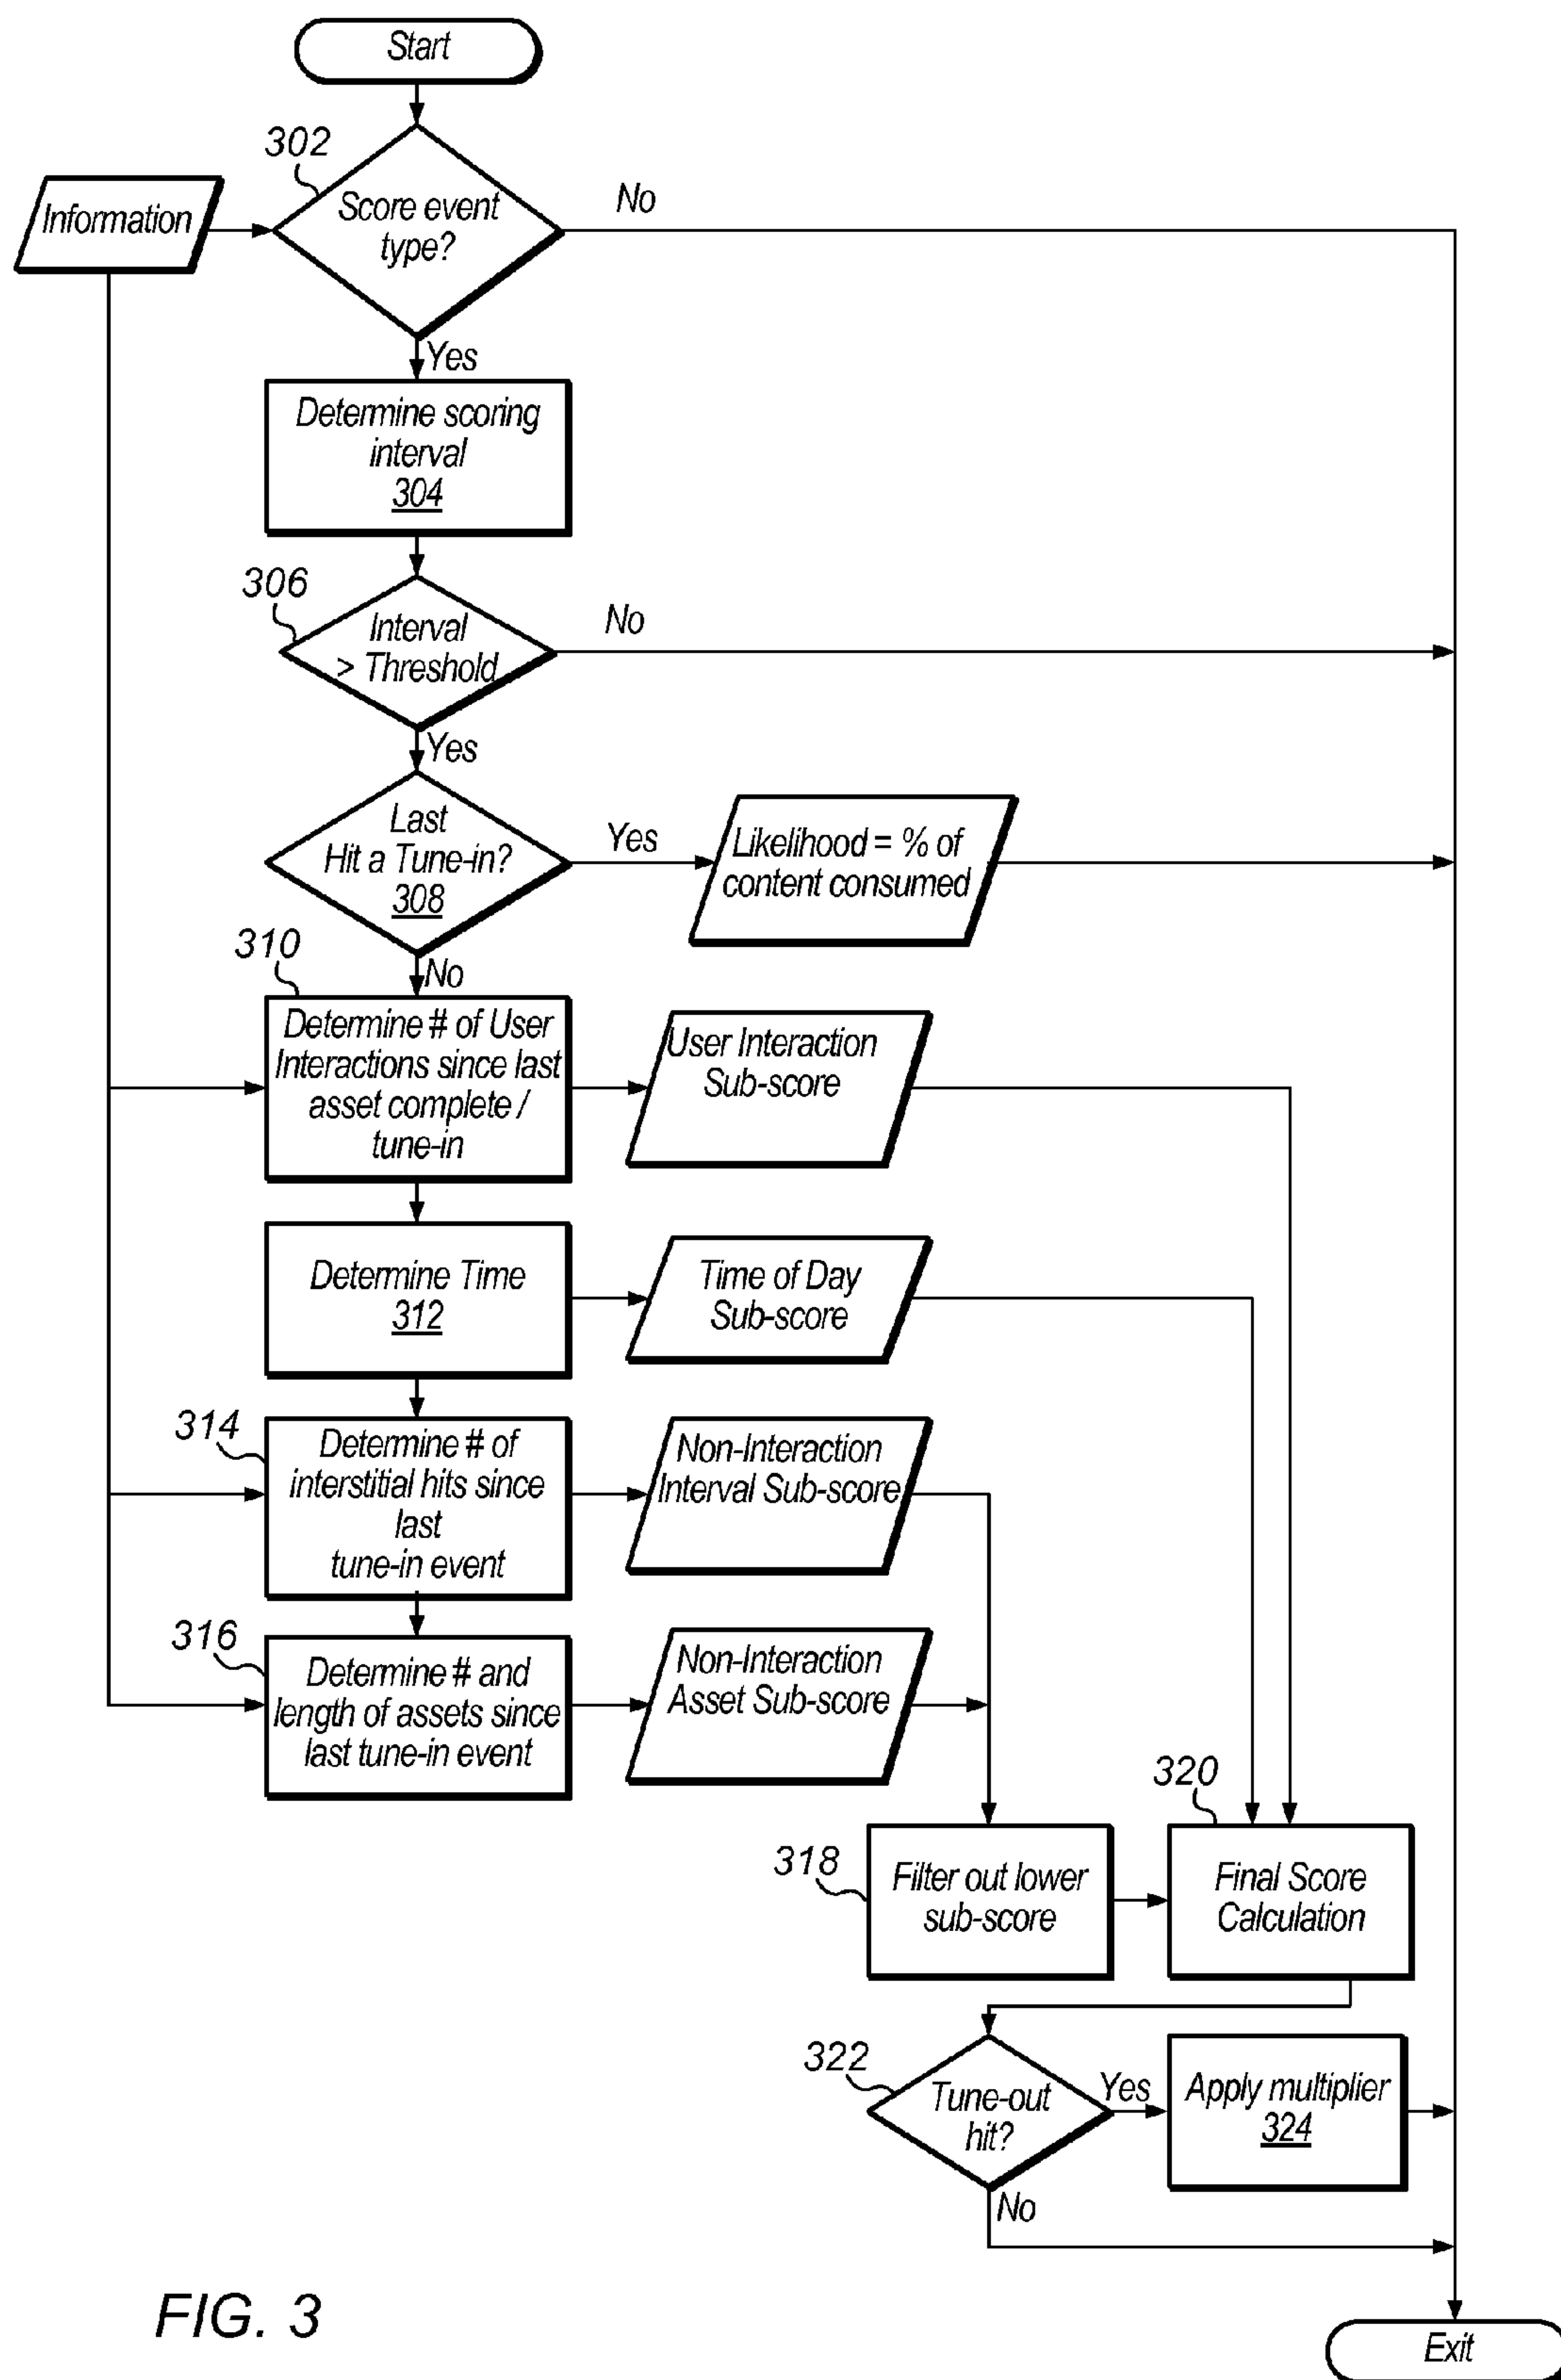 Start
302
Information
Score event
type?
No
Yes
Determine scoring
interval
304
306
Interval
> Threshold
No
Yes
Last
Hit a Tune-in?
308
Yes
Likelihood = % of
content consumed
310
No
Determine # of User
Interactions since last
asset complete /
tune-in
User Interaction
Sub-score
Determine Time
312
Time of Day
Sub-score
314
Determine # of
interstitial hits since
last
tune-in event
Non-Interaction
Interval Sub-score
316
Determine # and
length of assets since
last tune-in event
Non-Interaction
Asset Sub-score
318
Filter out lower
sub-score
320
Final Score
Calculation
322
Tune-out
hit?
Yes
Apply multiplier
324
No
FIG. 3
Exit